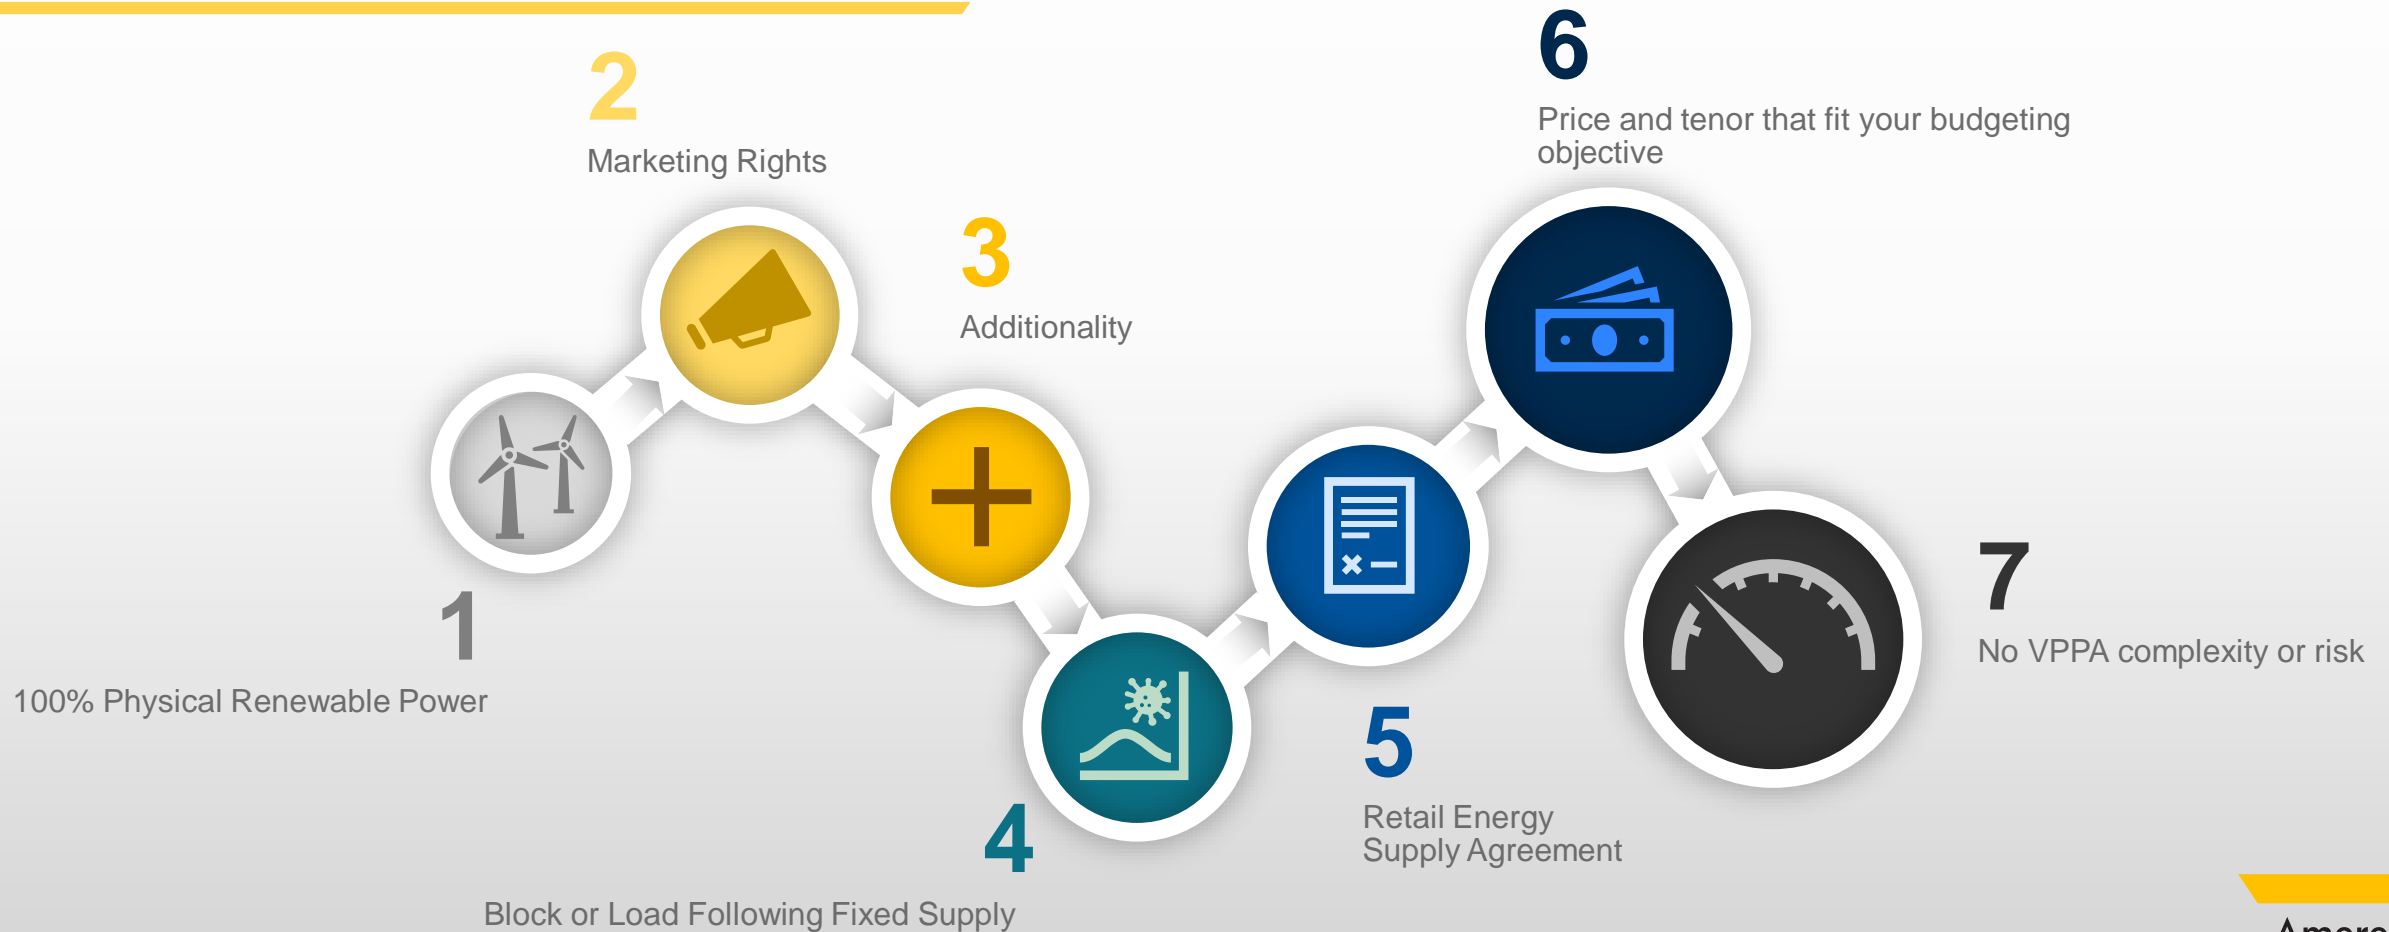 1
100% Physical Renewable Power
2
Marketing Rights
3
Additionality
4
Block or Load Following Fixed Supply
5
Retail Energy
Supply Agreement
6
Price and tenor that fit your budgeting
objective
7
No VPPA complexity or risk